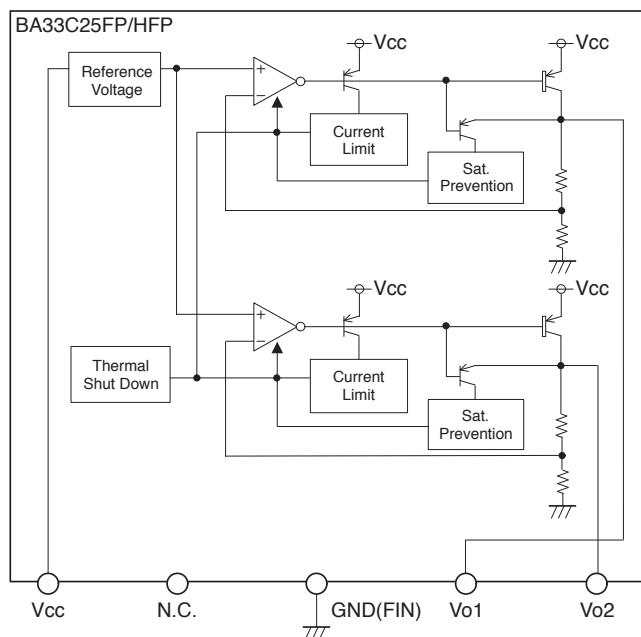 BA33C25FP/HFP
Vcc
Vcc
Reference
Voltage
+
−
Current
Limit
Sat.
Prevention
Vcc
Vcc
+
−
Thermal
Shut Down
Current
Limit
Sat.
Prevention
Vcc
N.C.
GND(FIN)
Vo1
Vo2